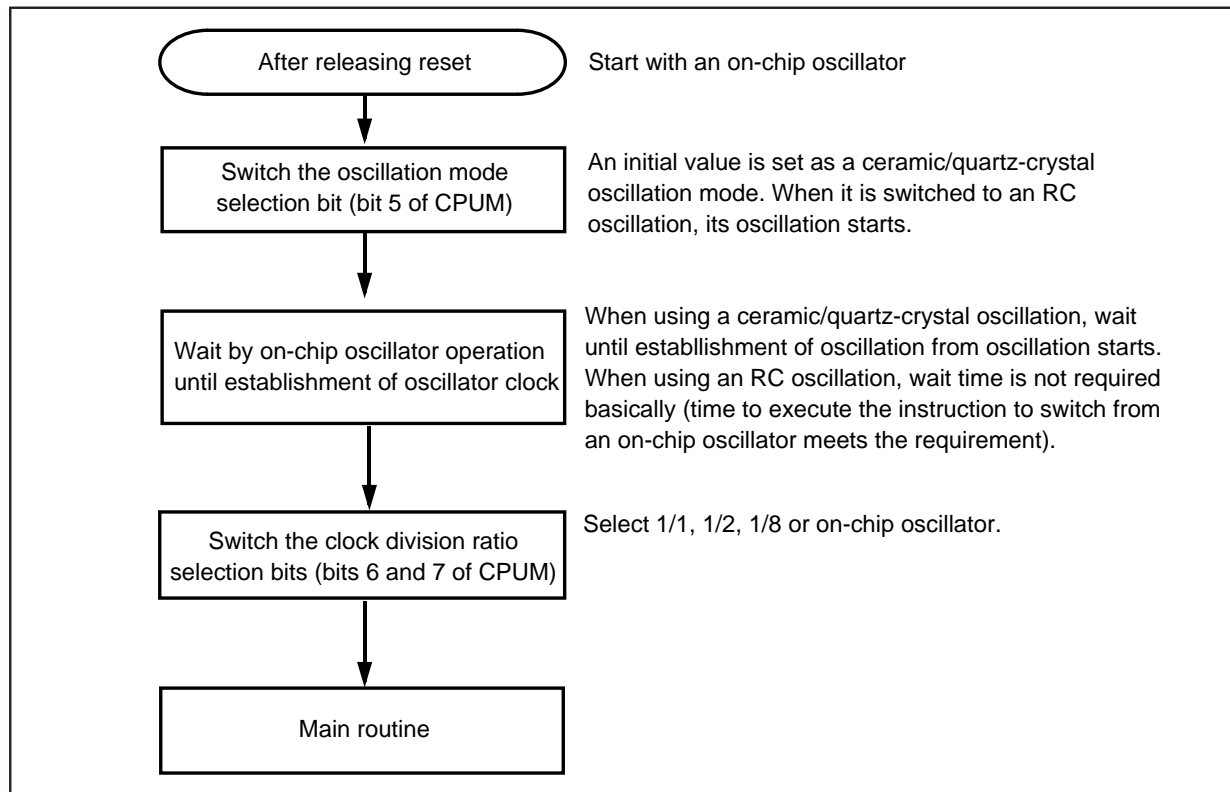 After releasing reset
Start with an on-chip oscillator
Switch the oscillation mode
selection bit (bit 5 of CPUM)
An initial value is set as a ceramic/quartz-crystal
oscillation mode. When it is switched to an RC
oscillation, its oscillation starts.
Wait by on-chip oscillator operation
until establishment of oscillator clock
When using a ceramic/quartz-crystal oscillation, wait
until establlishment of oscillation from oscillation starts.
When using an RC oscillation, wait time is not required
basically (time to execute the instruction to switch from
an on-chip oscillator meets the requirement).
Switch the clock division ratio
selection bits (bits 6 and 7 of CPUM)
Select 1/1, 1/2, 1/8 or on-chip oscillator.
Main routine